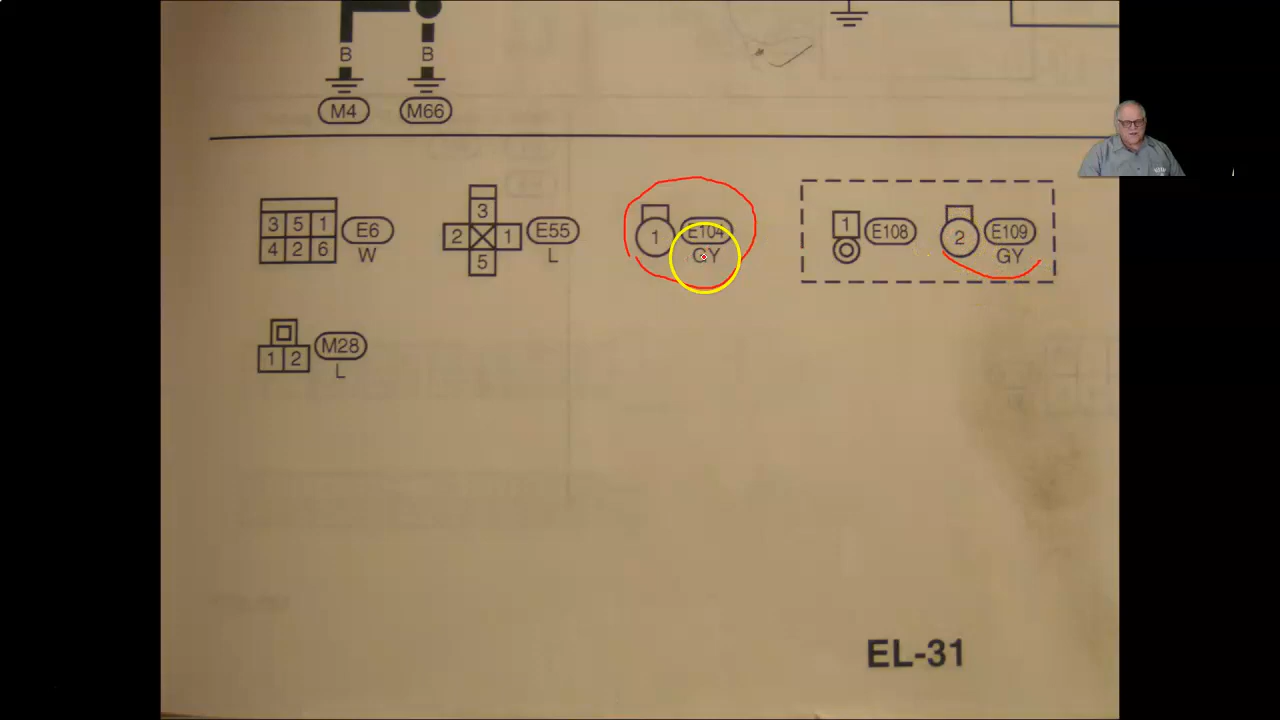 B B
M4 M66
3 5 1 E6
4 2 6 W
3
2 1 E55
5 L
1 E104
GY
1 E108
2 E109
GY
M28
1 2 L
EL-31